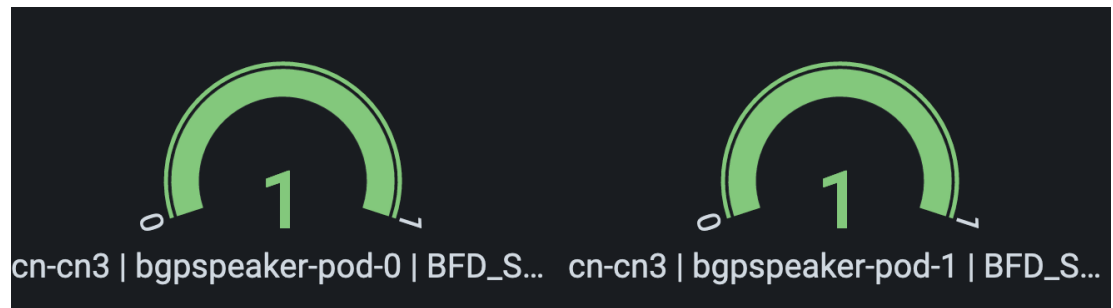 1
0 1
cn-cn3 | bgpspeaker-pod-0 | BFD_S...
1
0 1
cn-cn3 | bgpspeaker-pod-1 | BFD_S...